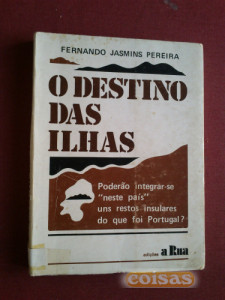 FERNANDO JASMINS PEREIRA
O DESTINO
DAS
ILHAS
Poderão integrar-se
"neste país"
uns restos insulares
do que foi Portugal?
edições a Rua
coisas